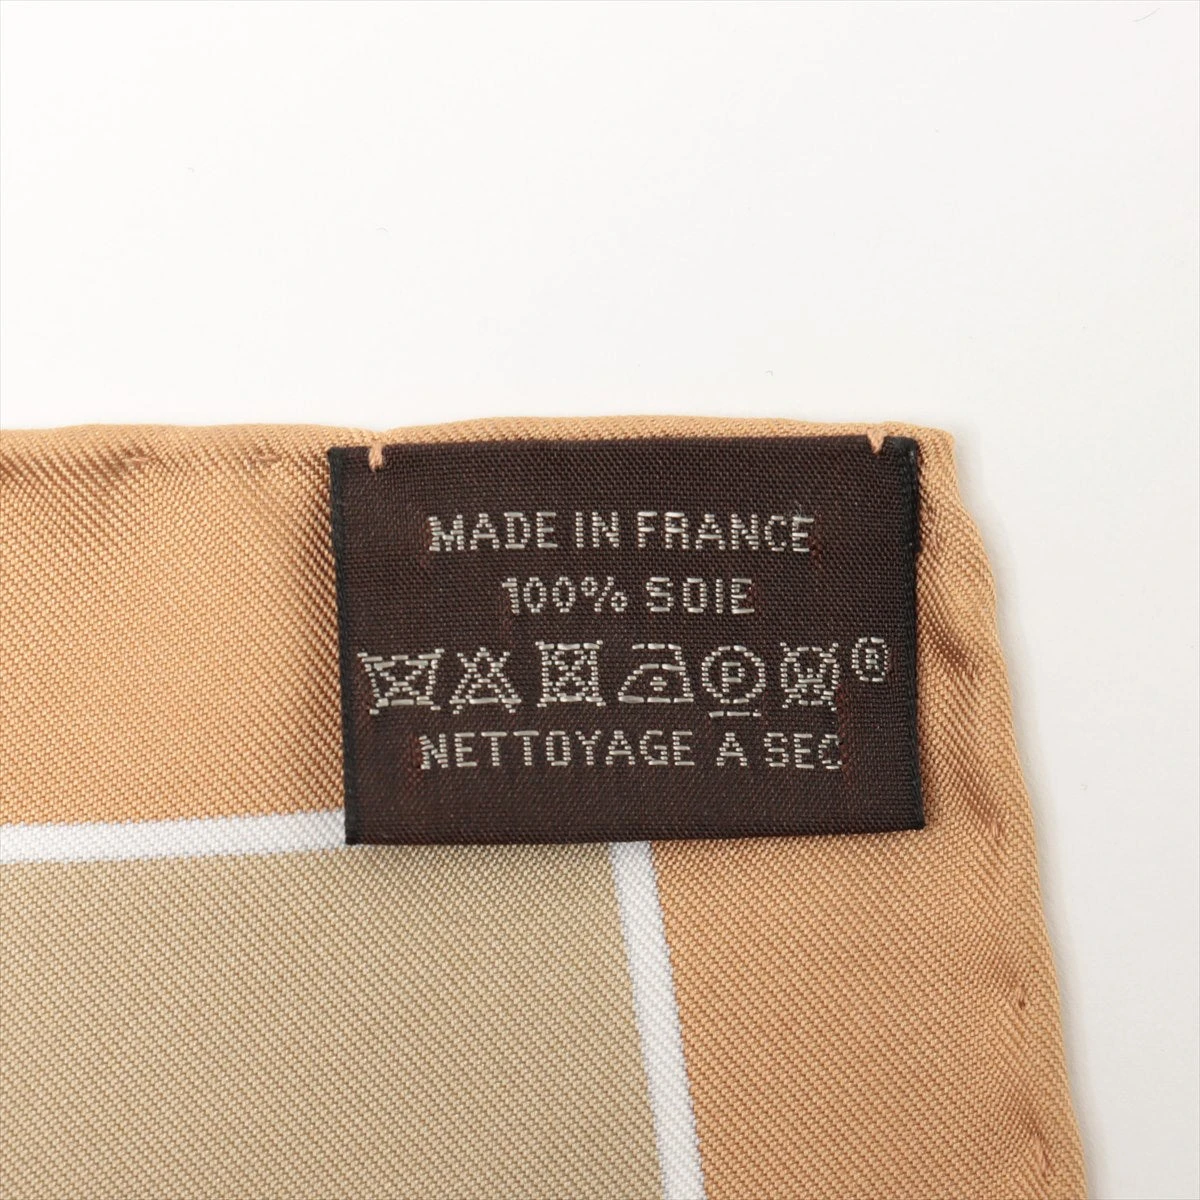 MADE IN FRANCE
100% SOIE
P W ®
NETTOYAGE A SEC